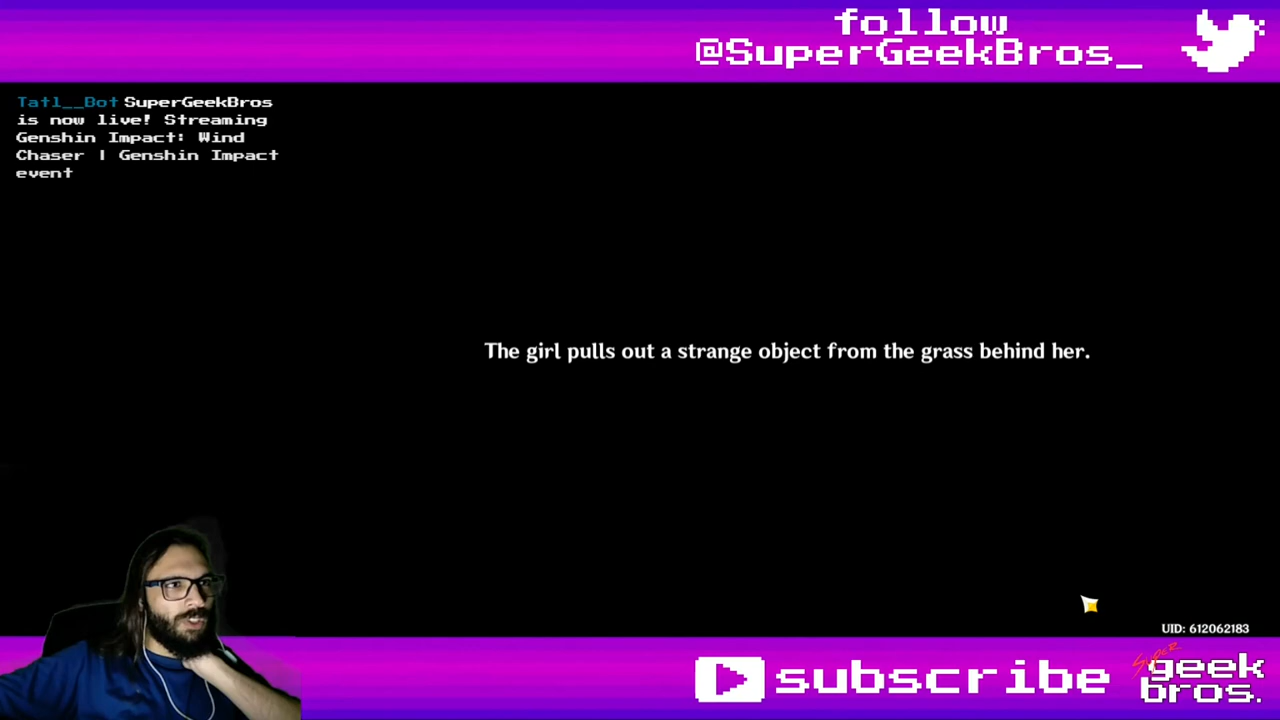 follow
@SuperGeekBros_
Tatl__Bot SuperGeekBros
is now live! Streaming
Genshin Impact: Wind
Chaser | Genshin Impact
event
The girl pulls out a strange object from the grass behind her.
UID: 612062183
subscribe
Super
geek
bros.